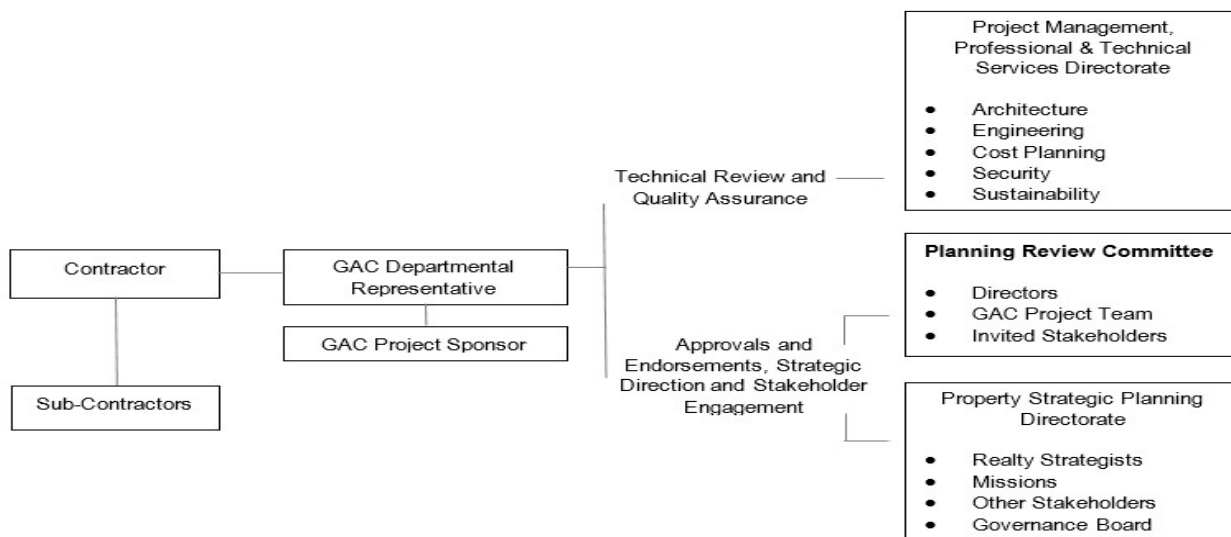 Project Management,
Professional & Technical
Services Directorate
● Architecture
● Engineering
● Cost Planning
● Security
● Sustainability
Technical Review and
Quality Assurance
Contractor
GAC Departmental
Representative
GAC Project Sponsor
Sub-Contractors
Approvals and
Endorsements, Strategic
Direction and Stakeholder
Engagement
Planning Review Committee
● Directors
● GAC Project Team
● Invited Stakeholders
Property Strategic Planning
Directorate
● Realty Strategists
● Missions
● Other Stakeholders
● Governance Board